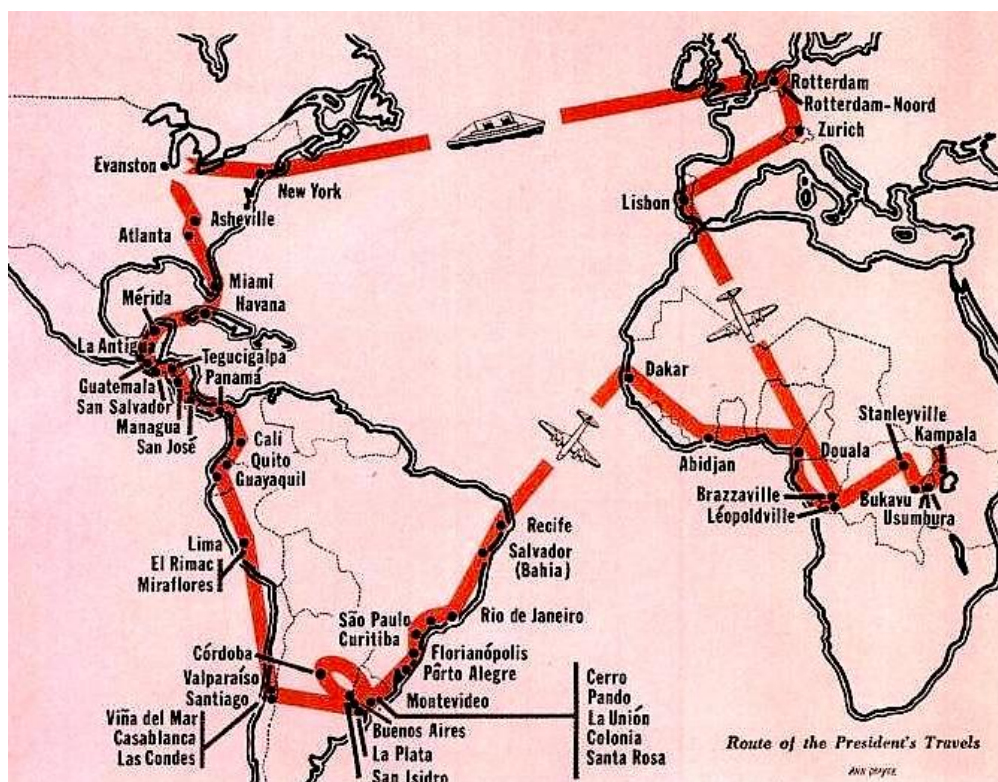 Rotterdam
Rotterdam-Noord
Zurich
Evanston
New York
Lisbon
Asheville
Atlanta
Miami
Havana
Mérida
La Antigua
Tegucigalpa
Guatemala
Panamá
San Salvador
Managua
San José
Dakar
Stanleyville
Kampala
Cali
Quito
Guayaquil
Abidjan
Douala
Brazzaville
Bukavu
Léopoldville
Usumbura
Lima
El Rimac
Miraflores
Recife
Salvador
(Bahia)
São Paulo
Curitiba
Rio de Janeiro
Florianópolis
Pôrto Alegre
Córdoba
Valparaíso
Santiago
Montevideo
Cerro
Pando
La Unión
Colonia
Santa Rosa
Viña del Mar
Casablanca
Las Condes
Buenos Aires
La Plata
San Isidro
Route of the President's Travels